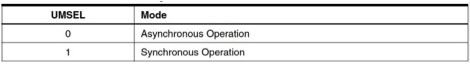 UMSEL Mode
0 Asynchronous Operation
1 Synchronous Operation